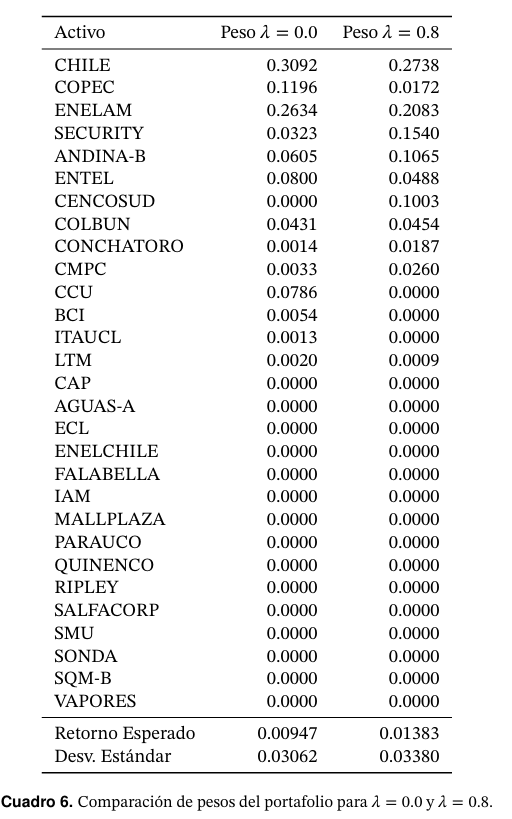 Activo Peso λ = 0.0 Peso λ = 0.8
CHILE 0.3092 0.2738
COPEC 0.1196 0.0172
ENELAM 0.2634 0.2083
SECURITY 0.0323 0.1540
ANDINA-B 0.0605 0.1065
ENTEL 0.0800 0.0488
CENCOSUD 0.0000 0.1003
COLBUN 0.0431 0.0454
CONCHATORO 0.0014 0.0187
CMPC 0.0033 0.0260
CCU 0.0786 0.0000
BCI 0.0054 0.0000
ITAUCL 0.0013 0.0000
LTM 0.0020 0.0009
CAP 0.0000 0.0000
AGUAS-A 0.0000 0.0000
ECL 0.0000 0.0000
ENELCHILE 0.0000 0.0000
FALABELLA 0.0000 0.0000
IAM 0.0000 0.0000
MALLPLAZA 0.0000 0.0000
PARAUCO 0.0000 0.0000
QUINENCO 0.0000 0.0000
RIPLEY 0.0000 0.0000
SALFACORP 0.0000 0.0000
SMU 0.0000 0.0000
SONDA 0.0000 0.0000
SQM-B 0.0000 0.0000
VAPORES 0.0000 0.0000
Retorno Esperado 0.00947 0.01383
Desv. Estándar 0.03062 0.03380
Cuadro 6. Comparación de pesos del portafolio para λ = 0.0 y λ = 0.8.